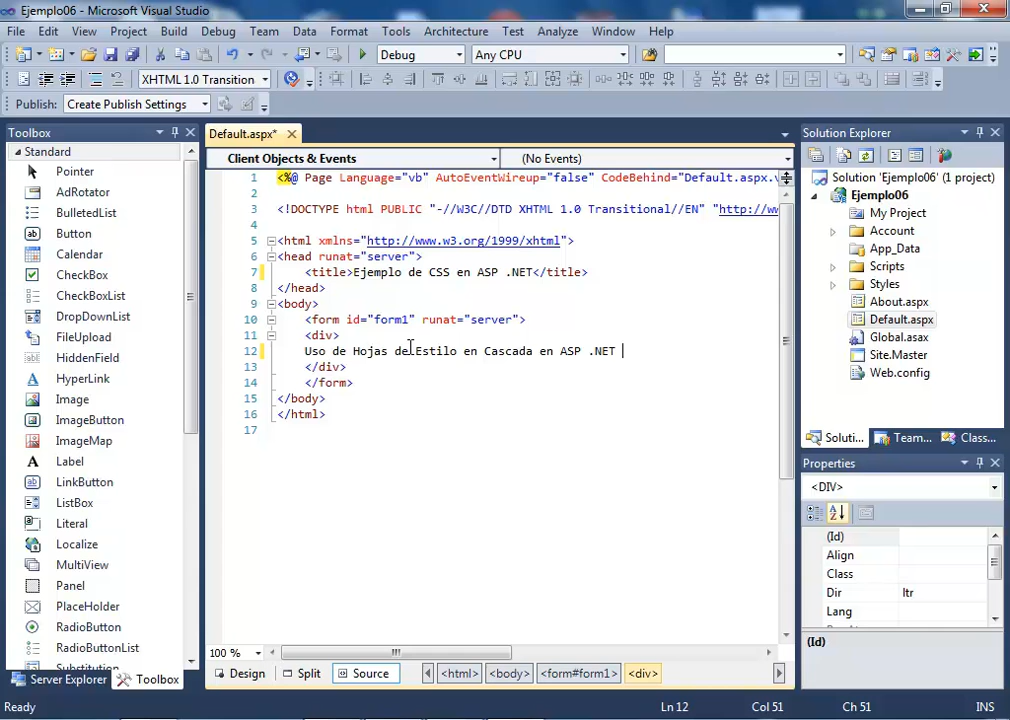 Ejemplo06 - Microsoft Visual Studio
File Edit View Project Build Debug Team Data Format Tools Architecture Test Analyze Window Help
Debug Any CPU
XHTML 1.0 Transition
Publish: Create Publish Settings
Toolbox
Standard
Pointer
AdRotator
BulletedList
Button
Calendar
CheckBox
CheckBoxList
DropDownList
FileUpload
HiddenField
HyperLink
Image
ImageButton
ImageMap
Label
LinkButton
ListBox
Literal
Localize
MultiView
Panel
PlaceHolder
RadioButton
RadioButtonList
Substitution
Server Explorer Toolbox
Default.aspx*
Client Objects & Events (No Events)
1 <%@ Page Language="vb" AutoEventWireup="false" CodeBehind="Default.aspx.v
2
3 <!DOCTYPE html PUBLIC "-//W3C//DTD XHTML 1.0 Transitional//EN" "http://ww
4
5 <html xmlns="http://www.w3.org/1999/xhtml">
6 <head runat="server">
7 <title>Ejemplo de CSS en ASP .NET</title>
8 </head>
9 <body>
10 <form id="form1" runat="server">
11 <div>
12 Uso de Hojas de Estilo en Cascada en ASP .NET
13 </div>
14 </form>
15 </body>
16 </html>
17
100 %
Design Split Source <html> <body> <form#form1> <div>
Solution Explorer
Solution 'Ejemplo06' (1 project)
Ejemplo06
My Project
Account
App_Data
Scripts
Styles
About.aspx
Default.aspx
Global.asax
Site.Master
Web.config
Soluti... Team... Class...
Properties
<DIV>
(Id)
Align
Class
Dir ltr
Lang
(Id)
Ready Ln 12 Col 51 Ch 51 INS